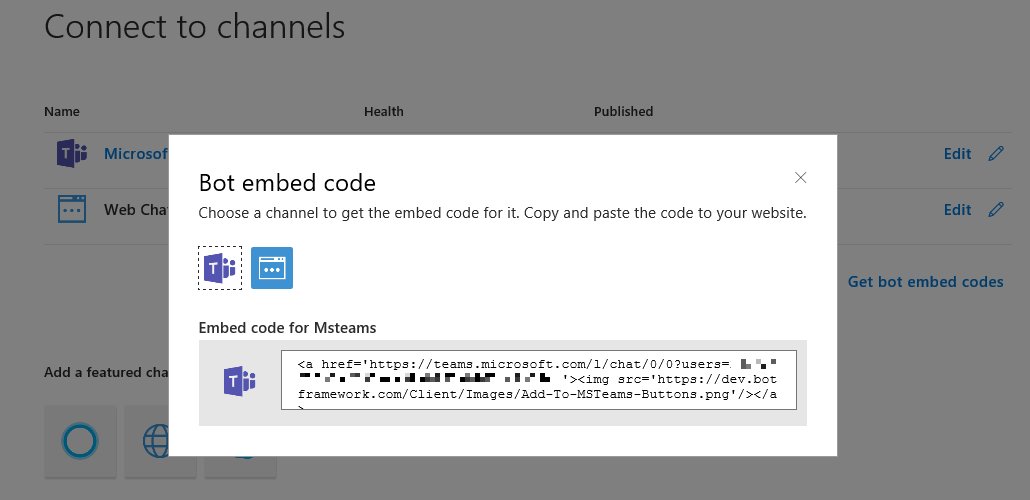 Connect to channels
Name Health Published
Microsof Edit
Web Cha Edit
Bot embed code
Choose a channel to get the embed code for it. Copy and paste the code to your website.
Get bot embed codes
Embed code for Msteams
<a href='https://teams.microsoft.com/l/chat/0/0?users=
'><img src='https://dev.bot
framework.com/Client/Images/Add-To-MSTeams-Buttons.png'/></a
>
Add a featured cha